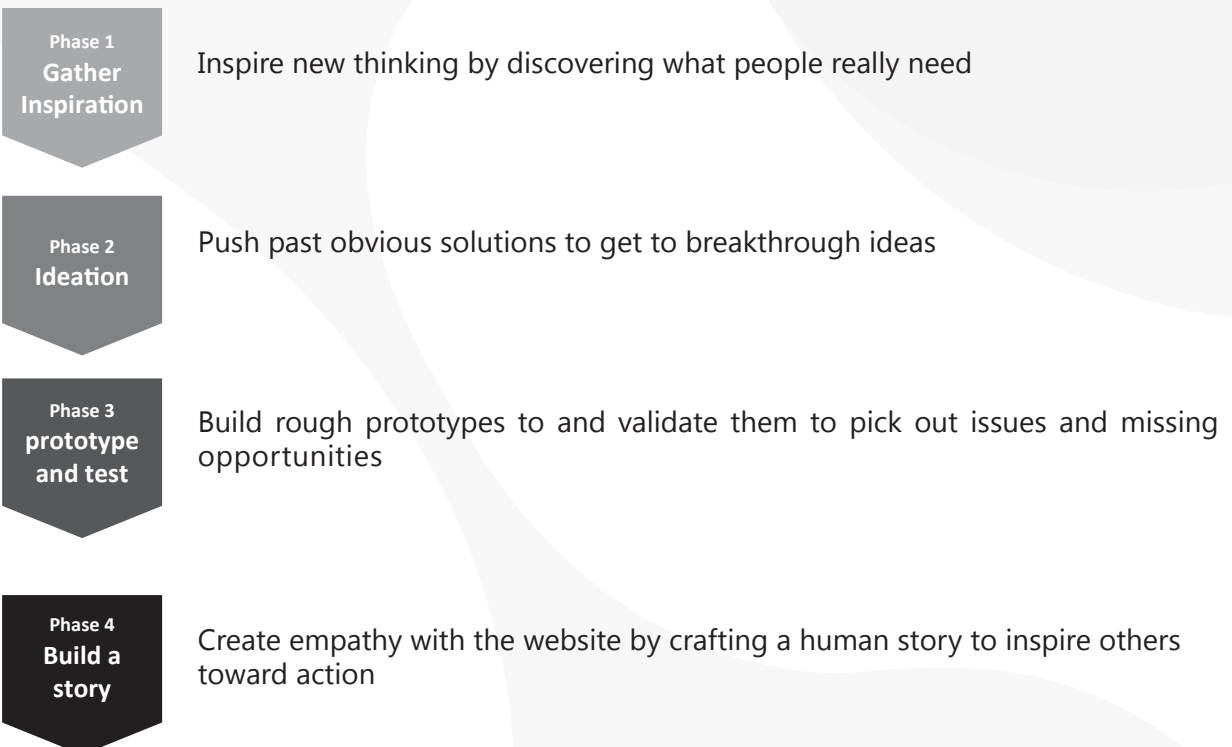 Phase 1
Gather
Inspiration
Inspire new thinking by discovering what people really need
Phase 2
Ideation
Push past obvious solutions to get to breakthrough ideas
Phase 3
prototype
and test
Build rough prototypes to and validate them to pick out issues and missing
opportunities
Phase 4
Build a
story
Create empathy with the website by crafting a human story to inspire others
toward action